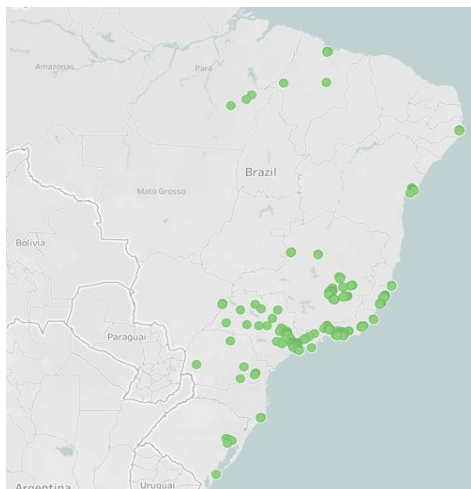 Amazonas
Pará
Brazil
Mato Grosso
Bolivia
Paraguai
Argentina
Uruguai